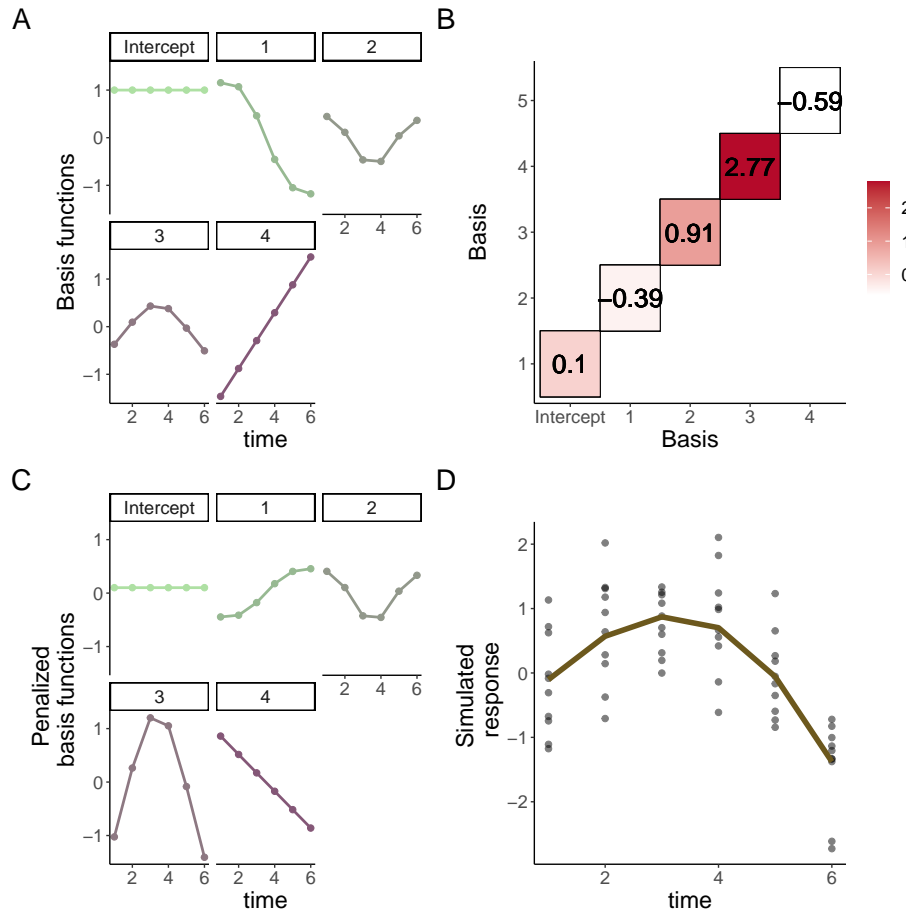 A
Intercept 1 2
1
0
−1
2 4 6
3 4
1
0
−1
2 4 6 2 4 6
Basis functions
time
B
5
4
3
2
1
−0.59
2.77
0.91
−0.39
0.1
Intercept 1 2 3 4
Basis
Basis
2
1
0
C
Intercept 1 2
1
0
−1
2 4 6
3 4
1
0
−1
2 4 6 2 4 6
Penalized
basis functions
time
D
2
1
0
−1
−2
2 4 6
Simulated
response
time